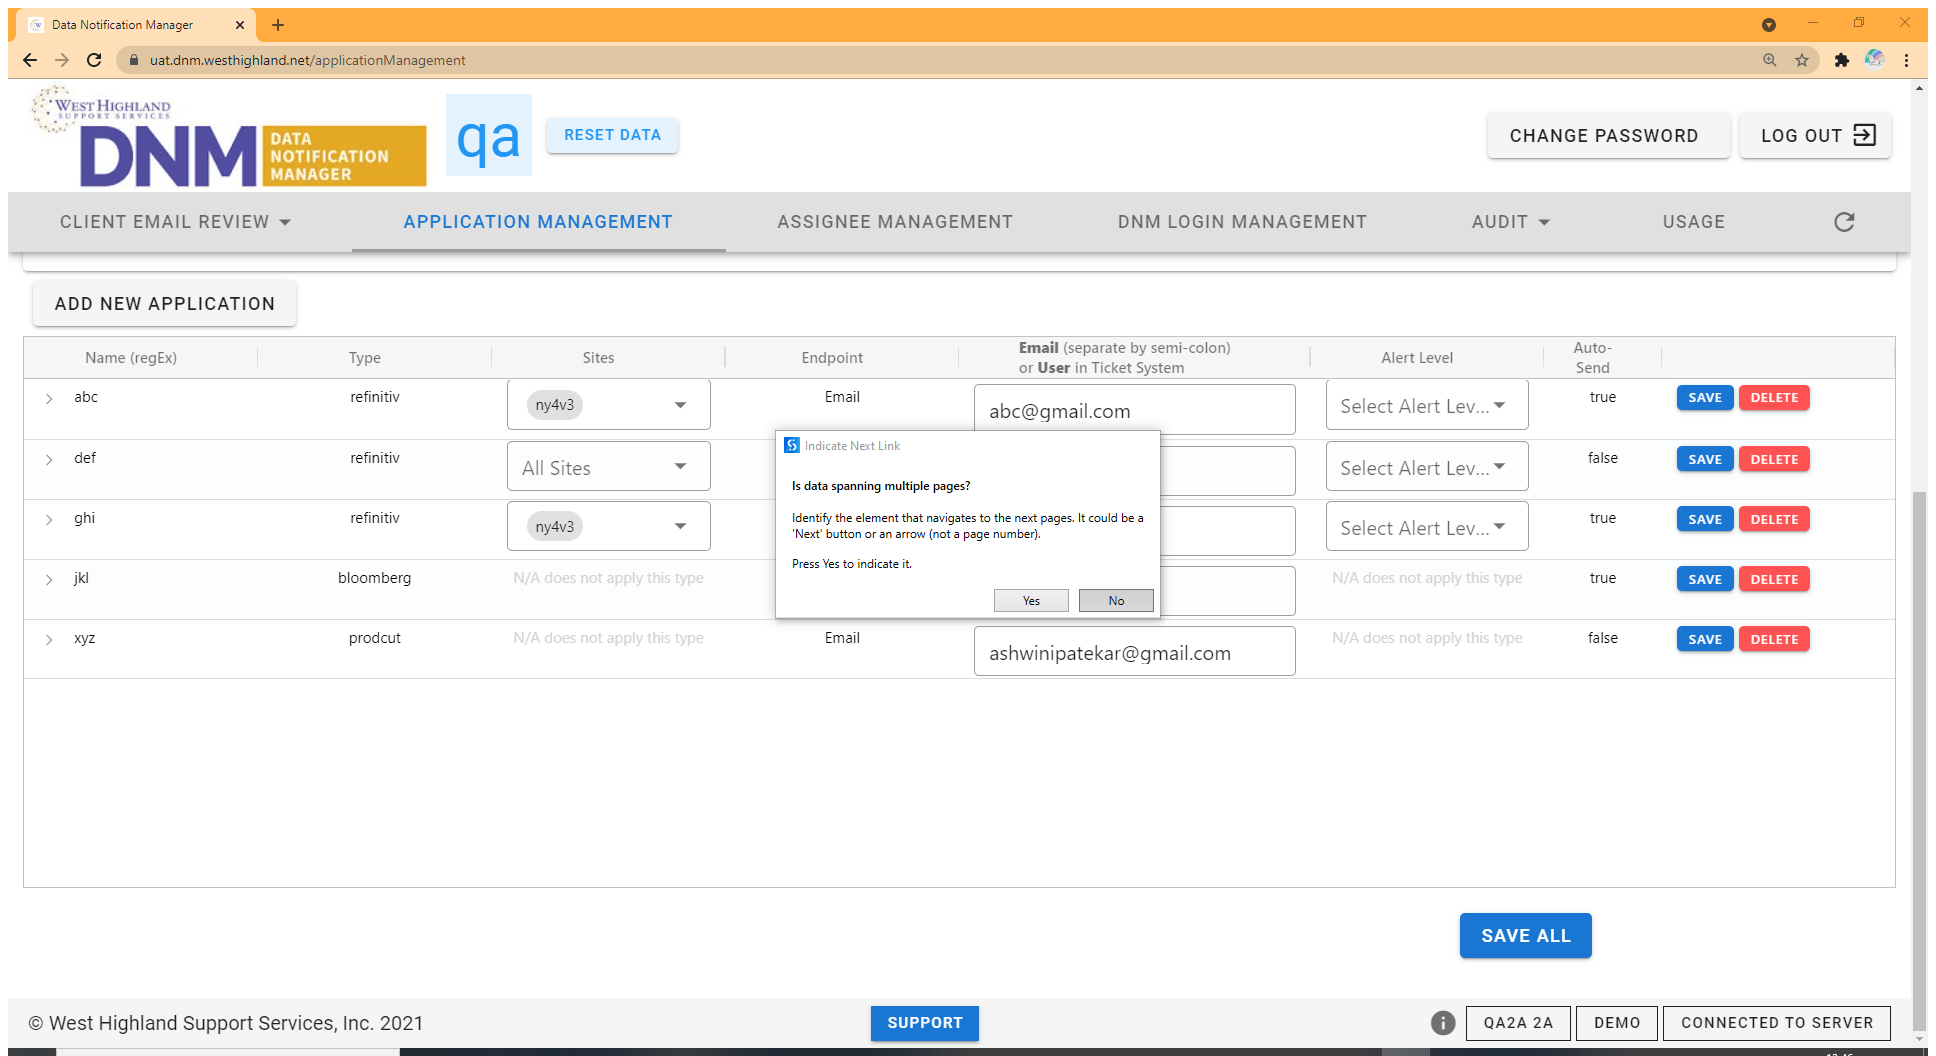 Data Notification Manager
uat.dnm.westhighland.net/applicationManagement
WEST HIGHLAND
SUPPORT SERVICES
DNM DATA NOTIFICATION MANAGER
qa
RESET DATA
CHANGE PASSWORD
LOG OUT
CLIENT EMAIL REVIEW
APPLICATION MANAGEMENT
ASSIGNEE MANAGEMENT
DNM LOGIN MANAGEMENT
AUDIT
USAGE
ADD NEW APPLICATION
Name (regEx) Type Sites Endpoint Email (separate by semi-colon) or User in Ticket System Alert Level Auto-Send
abc refinitiv ny4v3 Email abc@gmail.com Select Alert Lev... true SAVE DELETE
def refinitiv All Sites Select Alert Lev... false SAVE DELETE
ghi refinitiv ny4v3 Select Alert Lev... true SAVE DELETE
jkl bloomberg N/A does not apply this type N/A does not apply this type true SAVE DELETE
xyz prodcut N/A does not apply this type Email ashwinipatekar@gmail.com N/A does not apply this type false SAVE DELETE
Indicate Next Link
Is data spanning multiple pages?
Identify the element that navigates to the next pages. It could be a
'Next' button or an arrow (not a page number).
Press Yes to indicate it.
Yes No
SAVE ALL
© West Highland Support Services, Inc. 2021
SUPPORT
QA2A 2A
DEMO
CONNECTED TO SERVER